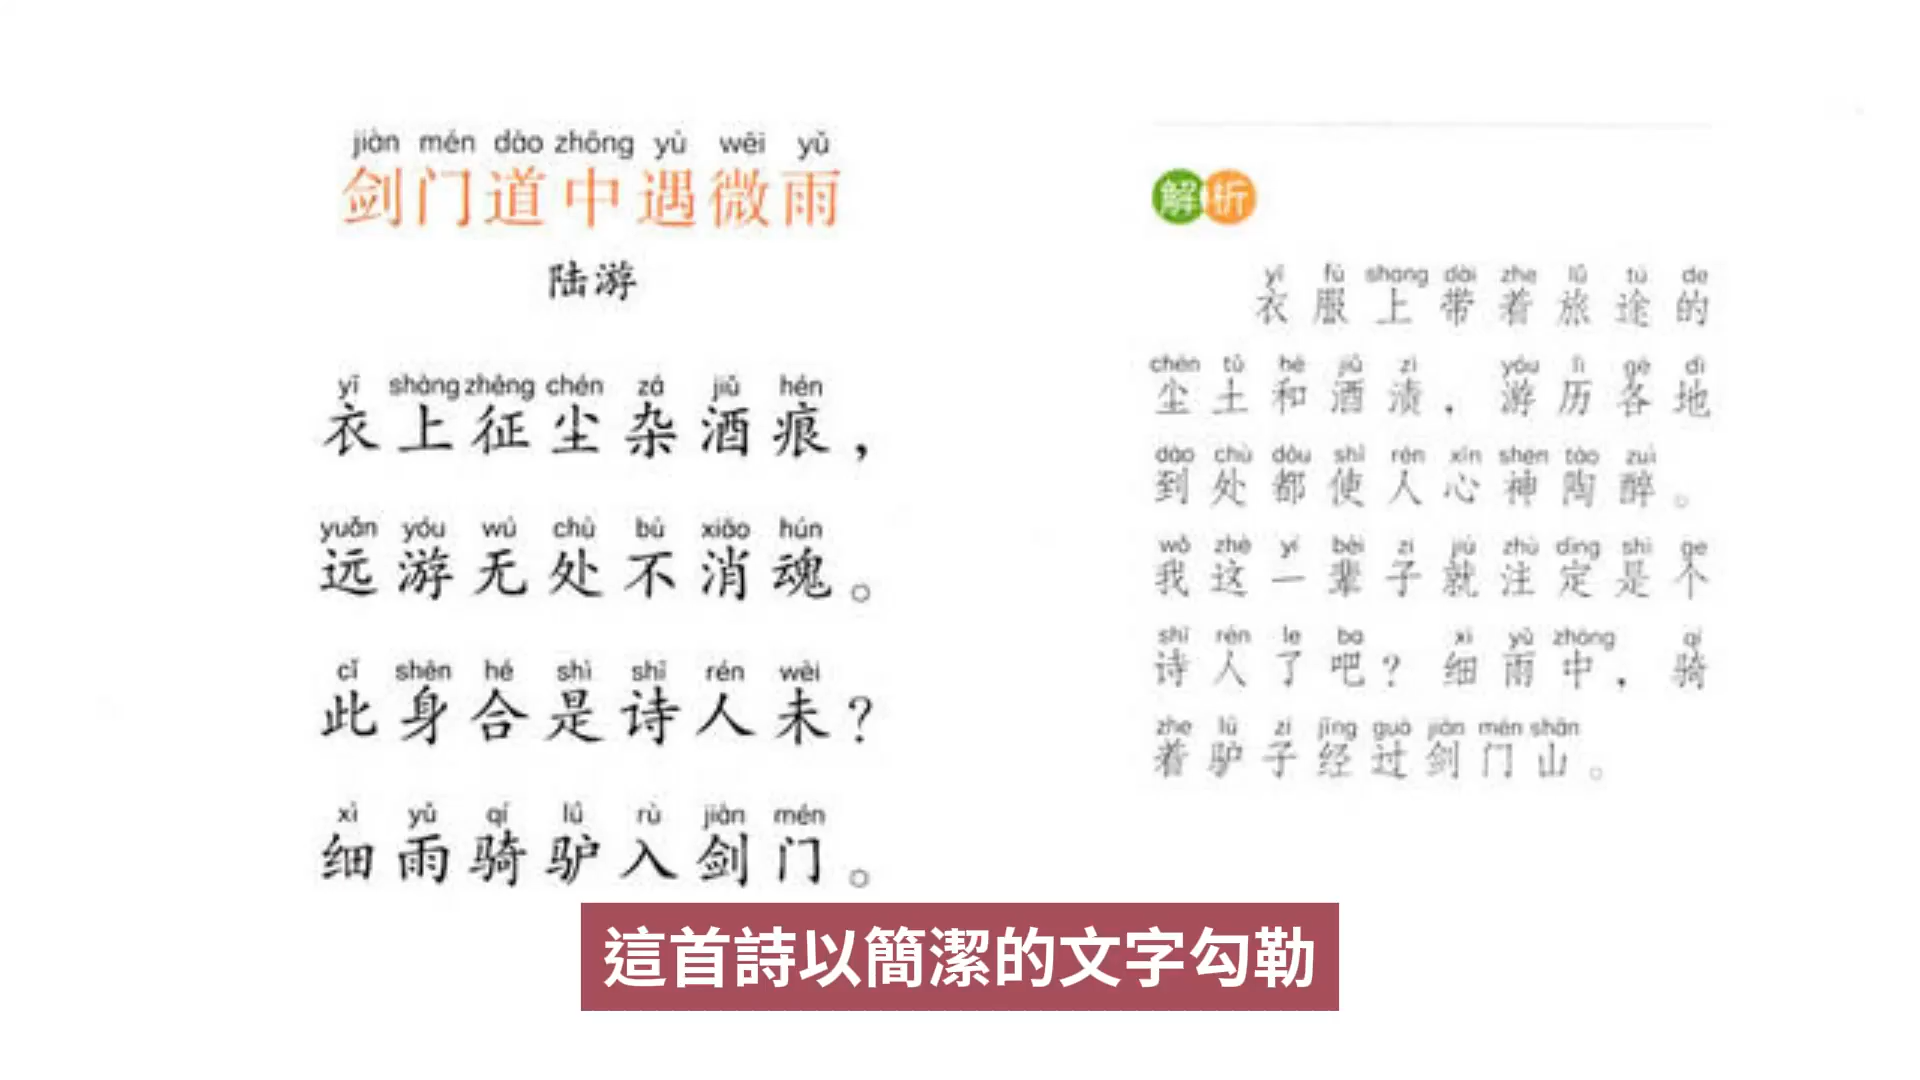 jiàn mén dào zhōng yù wēi yǔ
剑门道中遇微雨
陆游
yī shàng zhēng chén zá jiǔ hén
衣上征尘杂酒痕，
yuǎn yóu wú chù bù xiāo hún
远游无处不消魂。
cǐ shēn hé shì shī rén wèi
此身合是诗人未？
xì yǔ qí lǘ rù jiàn mén
细雨骑驴入剑门。
解析
yī fú shang dài zhe lǚ tú de
衣服上带着旅途的
chén tǔ hé jiǔ zì yóu lì gè dì
尘土和酒渍，游历各地
dào chù dōu shǐ rén xīn shén táo zuì
到处都使人心神陶醉。
wǒ zhè yí bèi zi jiù zhù dìng shì ge
我这一辈子就注定是个
shī rén le ba xì yǔ zhōng qí
诗人了吧？细雨中，骑
zhe lǘ zi jīng guò jiàn mén shān
着驴子经过剑门山。
這首詩以簡潔的文字勾勒